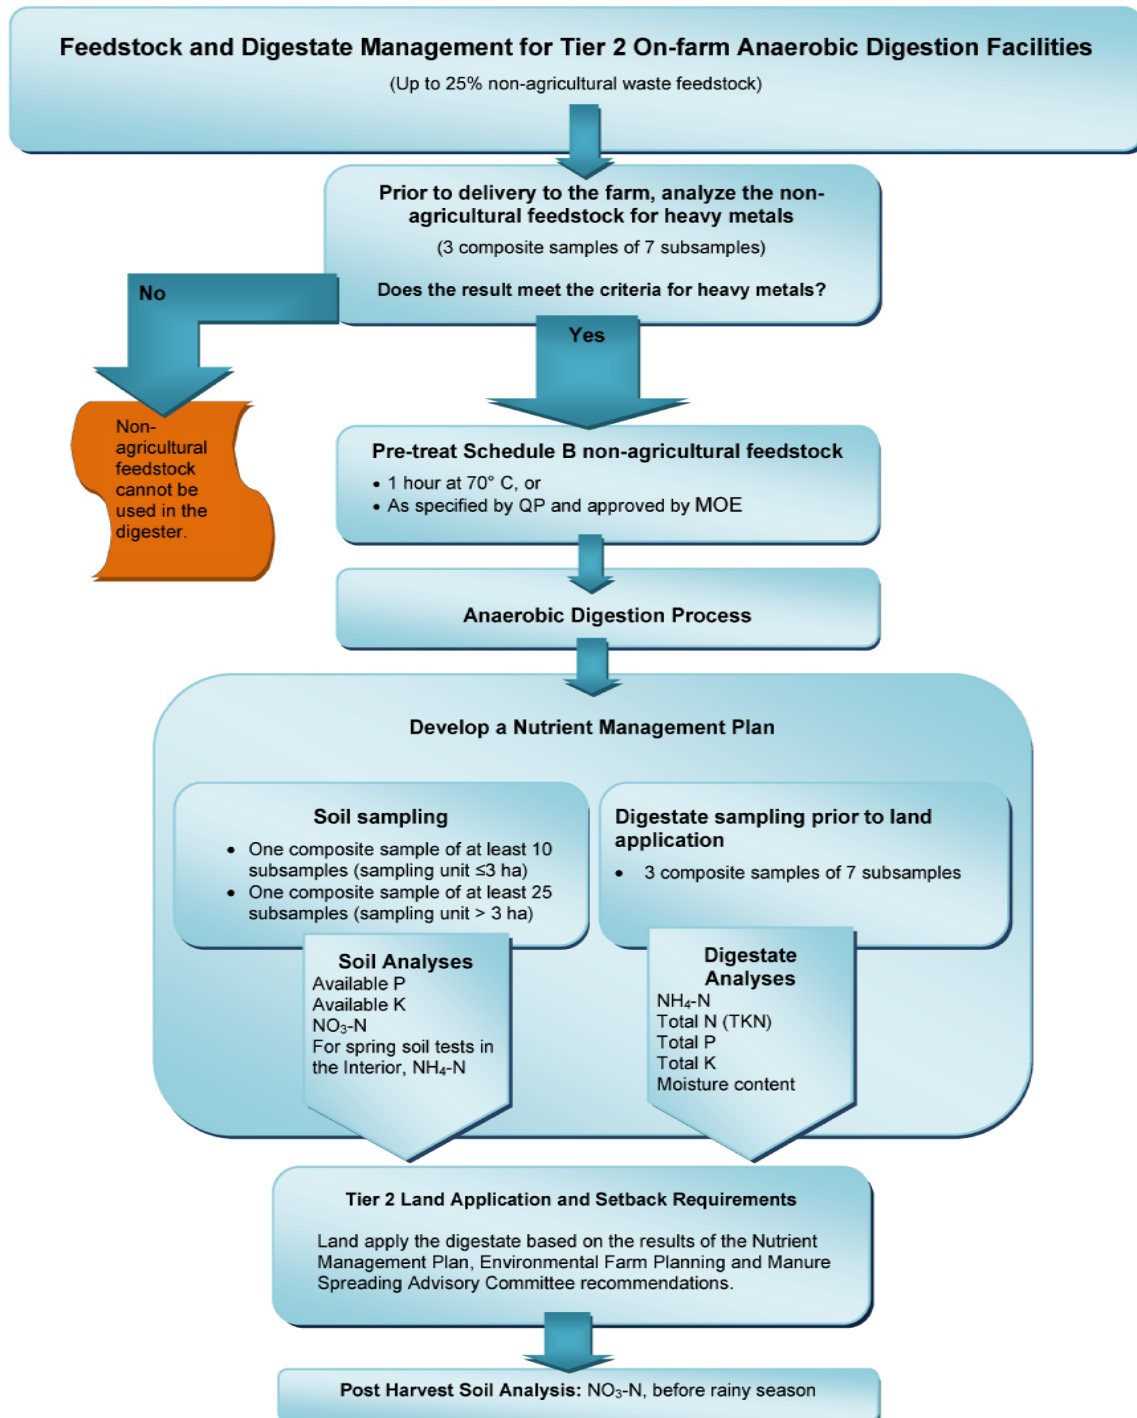 Feedstock and Digestate Management for Tier 2 On-farm Anaerobic Digestion Facilities
(Up to 25% non-agricultural waste feedstock)
Prior to delivery to the farm, analyze the non-
agricultural feedstock for heavy metals
(3 composite samples of 7 subsamples)
Does the result meet the criteria for heavy metals?
No
Yes
Non-
agricultural
feedstock
cannot be
used in the
digester.
Pre-treat Schedule B non-agricultural feedstock
• 1 hour at 70° C, or
• As specified by QP and approved by MOE
Anaerobic Digestion Process
Develop a Nutrient Management Plan
Soil sampling
• One composite sample of at least 10
subsamples (sampling unit ≤3 ha)
• One composite sample of at least 25
subsamples (sampling unit > 3 ha)
Digestate sampling prior to land
application
• 3 composite samples of 7 subsamples
Soil Analyses
Available P
Available K
NO₃-N
For spring soil tests in
the Interior, NH₄-N
Digestate
Analyses
NH₄-N
Total N (TKN)
Total P
Total K
Moisture content
Tier 2 Land Application and Setback Requirements
Land apply the digestate based on the results of the Nutrient
Management Plan, Environmental Farm Planning and Manure
Spreading Advisory Committee recommendations.
Post Harvest Soil Analysis: NO₃-N, before rainy season